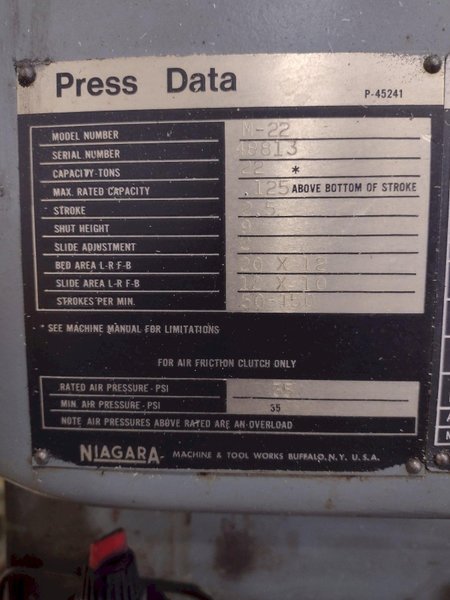 Press Data
P-45241
MODEL NUMBER M-22
SERIAL NUMBER
CAPACITY-TONS 22 *
MAX. RATED CAPACITY .125 ABOVE BOTTOM OF STROKE
STROKE
SHUT HEIGHT 9
SLIDE ADJUSTMENT
BED AREA L-R F-B 20 X 12
SLIDE AREA L-R F-B X 10
STROKES PER MIN. 50-150
* SEE MACHINE MANUAL FOR LIMITATIONS
FOR AIR FRICTION CLUTCH ONLY
RATED AIR PRESSURE - PSI
MIN. AIR PRESSURE - PSI 35
NOTE AIR PRESSURES ABOVE RATED ARE AN OVERLOAD
NIAGARA MACHINE & TOOL WORKS BUFFALO, N.Y. U.S.A.